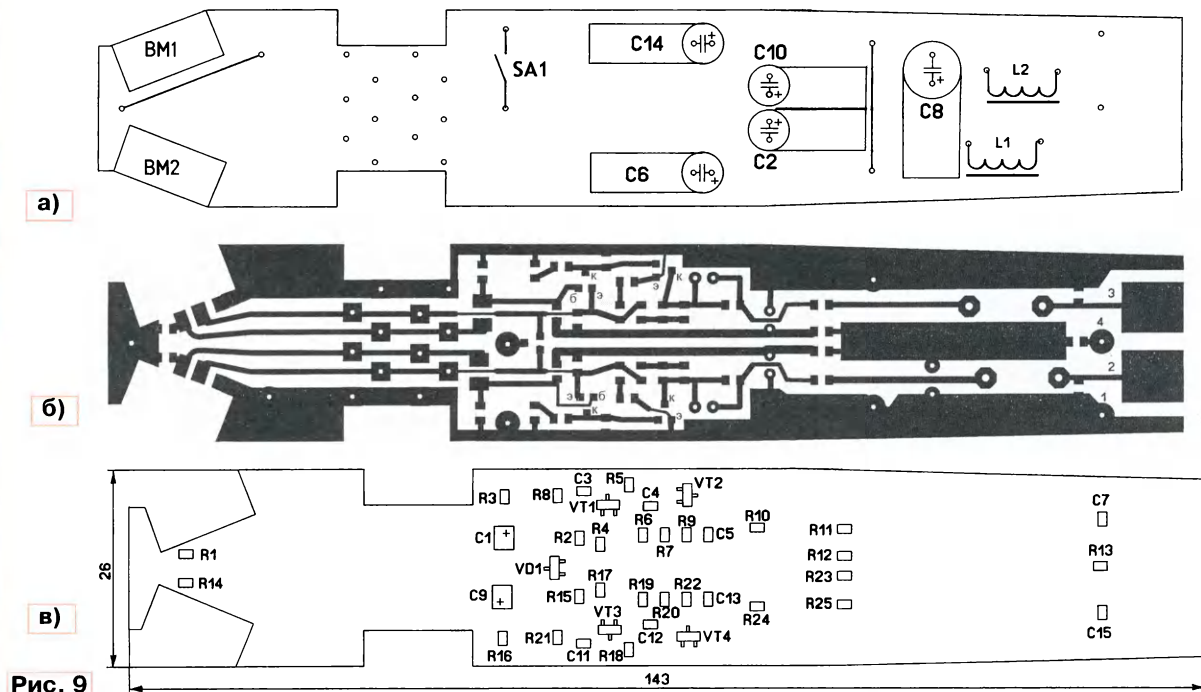 BM1
C14
C10
SA1
L2
C8
BM2
C6
C2
L1
а)
к
э
к
б
э
э
3
4
2
э
б
к
к
э
1
б)
R5
C3
VT2
R3
R8
C4
VT1
R10
C7
R4
R6
R9
C1
R2
C5
R11
R7
R1
R12
R13
VD1
R17
R19
R22
R23
R14
C9
R15
C13
R25
VT3
R20
R24
26
R21
C12
VT4
C15
R16
C11
R18
в)
143
Рис. 9
+
+
+
+
+
+
+